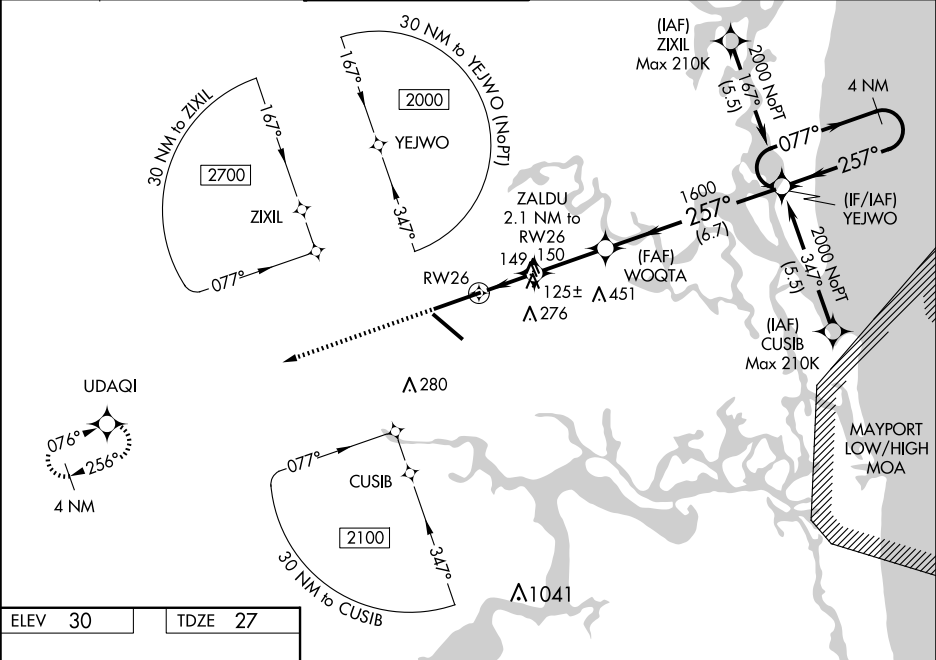 (IAF)
ZIXIL
Max 210K
2000 NoPT
167°
(5.5)
4 NM
077°
257°
(IF/IAF)
YEJWO
30 NM to YEJWO (NoPT)
167°
2000
YEJWO
347°
30 NM to ZIXIL
167°
2700
ZIXIL
077°
ZALDU
2.1 NM to
RW26
1600
257°
(6.7)
149
150
(FAF)
WOQTA
RW26
125±
451
276
2000 NoPT
347°
(5.5)
(IAF)
CUSIB
Max 210K
280
UDAQI
076°
256°
4 NM
MAYPORT
LOW/HIGH
MOA
077°
CUSIB
2100
347°
30 NM to CUSIB
1041
ELEV 30
TDZE 27